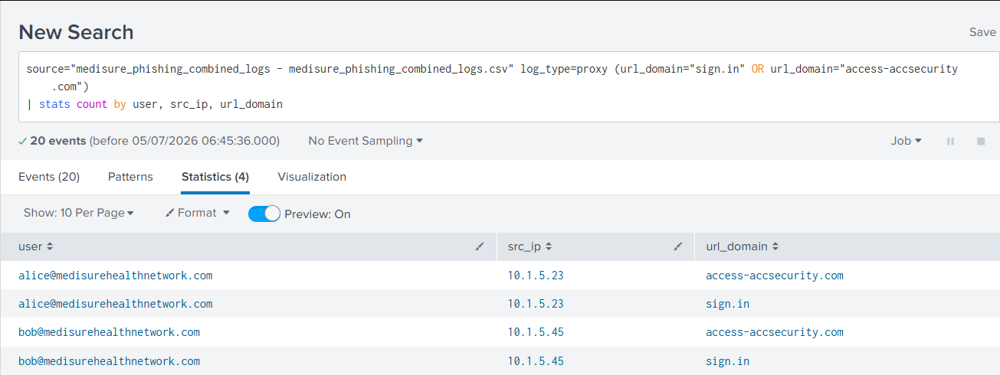 New Search
Save
source="medisure_phishing_combined_logs - medisure_phishing_combined_logs.csv" log_type=proxy (url_domain="sign.in" OR url_domain="access-accsecurity
.com")
| stats count by user, src_ip, url_domain
20 events (before 05/07/2026 06:45:36.000) No Event Sampling Job
Events (20) Patterns Statistics (4) Visualization
Show: 10 Per Page Format Preview: On
user src_ip url_domain
alice@medisurehealthnetwork.com 10.1.5.23 access-accsecurity.com
alice@medisurehealthnetwork.com 10.1.5.23 sign.in
bob@medisurehealthnetwork.com 10.1.5.45 access-accsecurity.com
bob@medisurehealthnetwork.com 10.1.5.45 sign.in